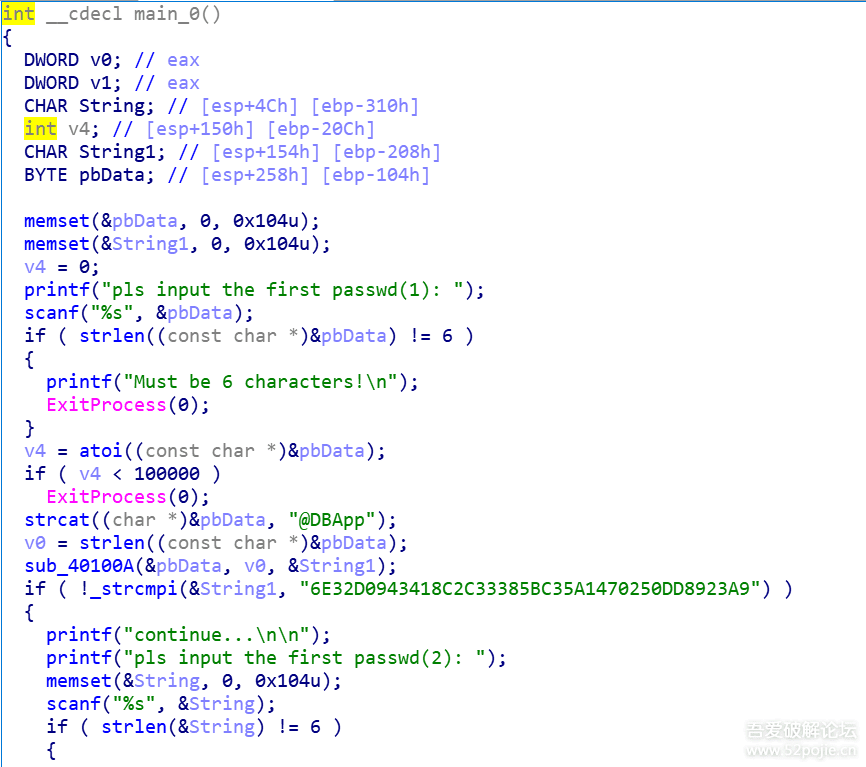 int __cdecl main_0()
{
  DWORD v0; // eax
  DWORD v1; // eax
  CHAR String; // [esp+4Ch] [ebp-310h]
  int v4; // [esp+150h] [ebp-20Ch]
  CHAR String1; // [esp+154h] [ebp-208h]
  BYTE pbData; // [esp+258h] [ebp-104h]

  memset(&pbData, 0, 0x104u);
  memset(&String1, 0, 0x104u);
  v4 = 0;
  printf("pls input the first passwd(1): ");
  scanf("%s", &pbData);
  if ( strlen((const char *)&pbData) != 6 )
  {
    printf("Must be 6 characters!\n");
    ExitProcess(0);
  }
  v4 = atoi((const char *)&pbData);
  if ( v4 < 100000 )
    ExitProcess(0);
  strcat((char *)&pbData, "@DBApp");
  v0 = strlen((const char *)&pbData);
  sub_40100A(&pbData, v0, &String1);
  if ( !_strcmpi(&String1, "6E32D0943418C2C33385BC35A1470250DD8923A9") )
  {
    printf("continue...\n\n");
    printf("pls input the first passwd(2): ");
    memset(&String, 0, 0x104u);
    scanf("%s", &String);
    if ( strlen(&String) != 6 )
    {
吾爱破解论坛
www.52pojie.cn